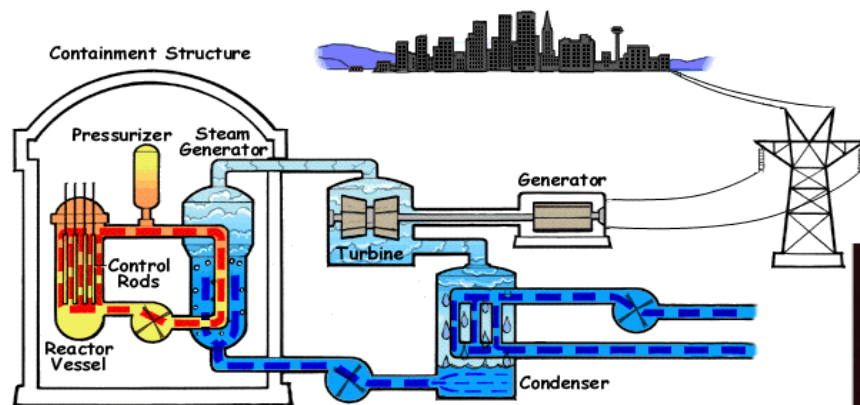 Containment Structure
Pressurizer
Steam
Generator
Generator
Turbine
Control
Rods
Reactor
Vessel
Condenser